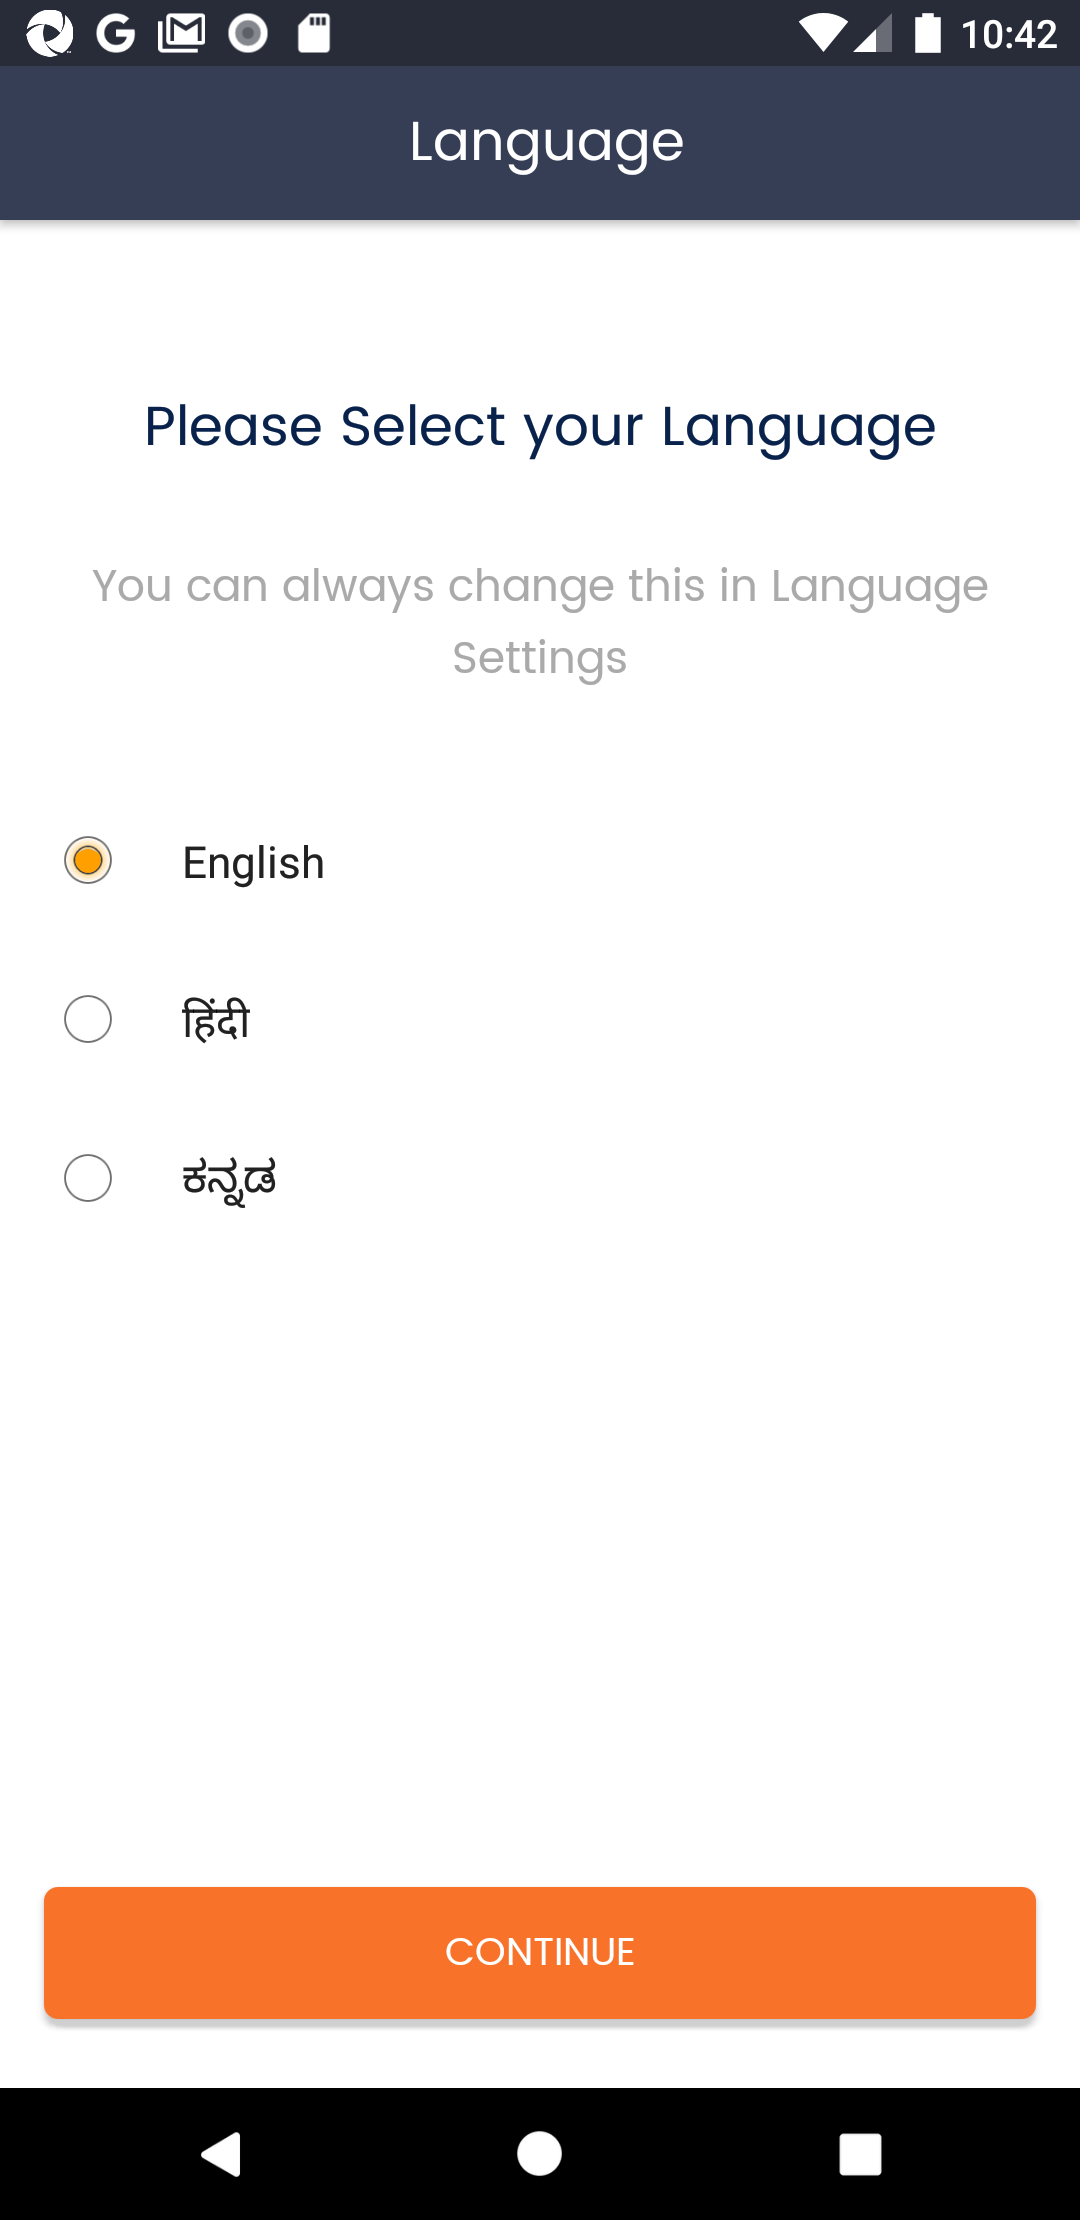 10:42
Language
Please Select your Language
You can always change this in Language
Settings
English
हिंदी
ಕನ್ನಡ
CONTINUE